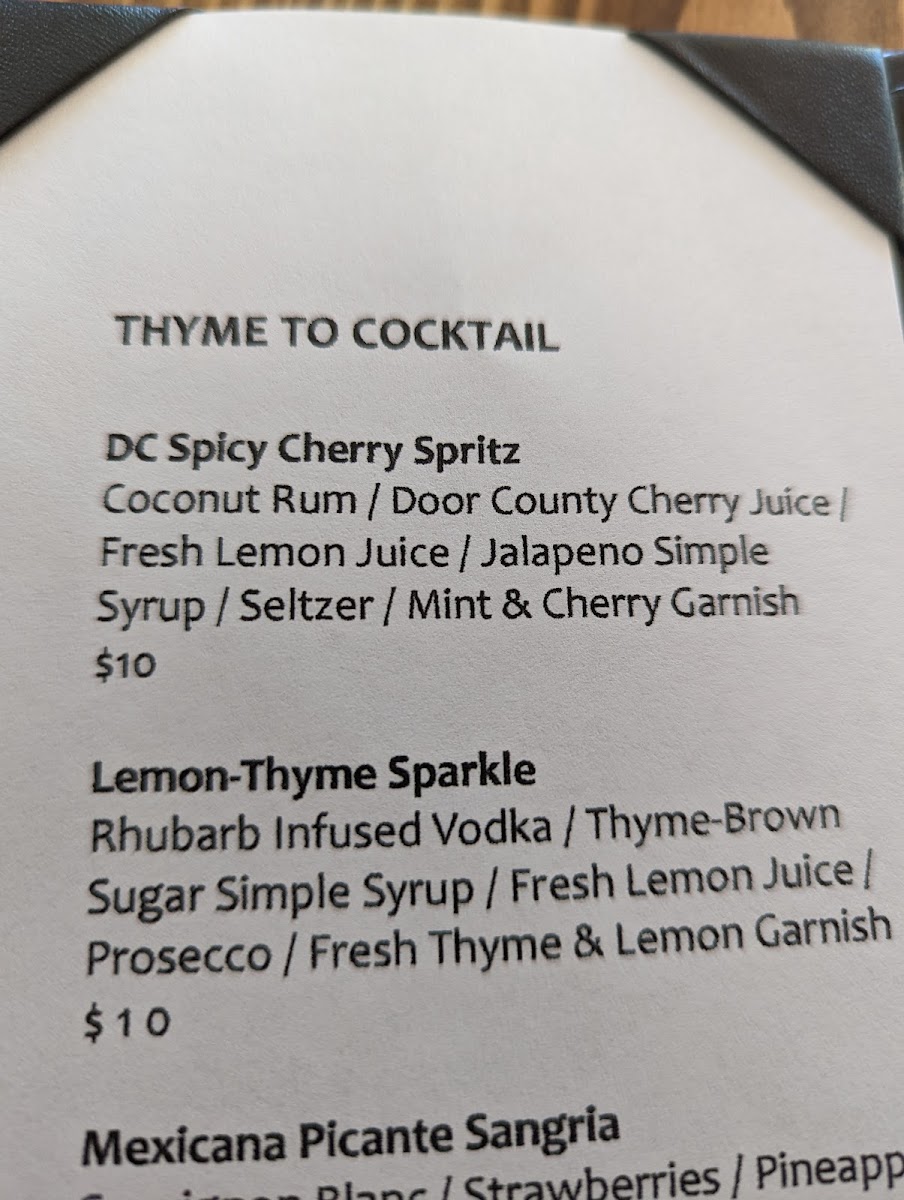 THYME TO COCKTAIL
DC Spicy Cherry Spritz
Coconut Rum / Door County Cherry Juice /
Fresh Lemon Juice / Jalapeno Simple
Syrup / Seltzer / Mint & Cherry Garnish
$10
Lemon-Thyme Sparkle
Rhubarb Infused Vodka / Thyme-Brown
Sugar Simple Syrup / Fresh Lemon Juice /
Prosecco / Fresh Thyme & Lemon Garnish
$10
Mexicana Picante Sangria
Blanc / Strawberries /